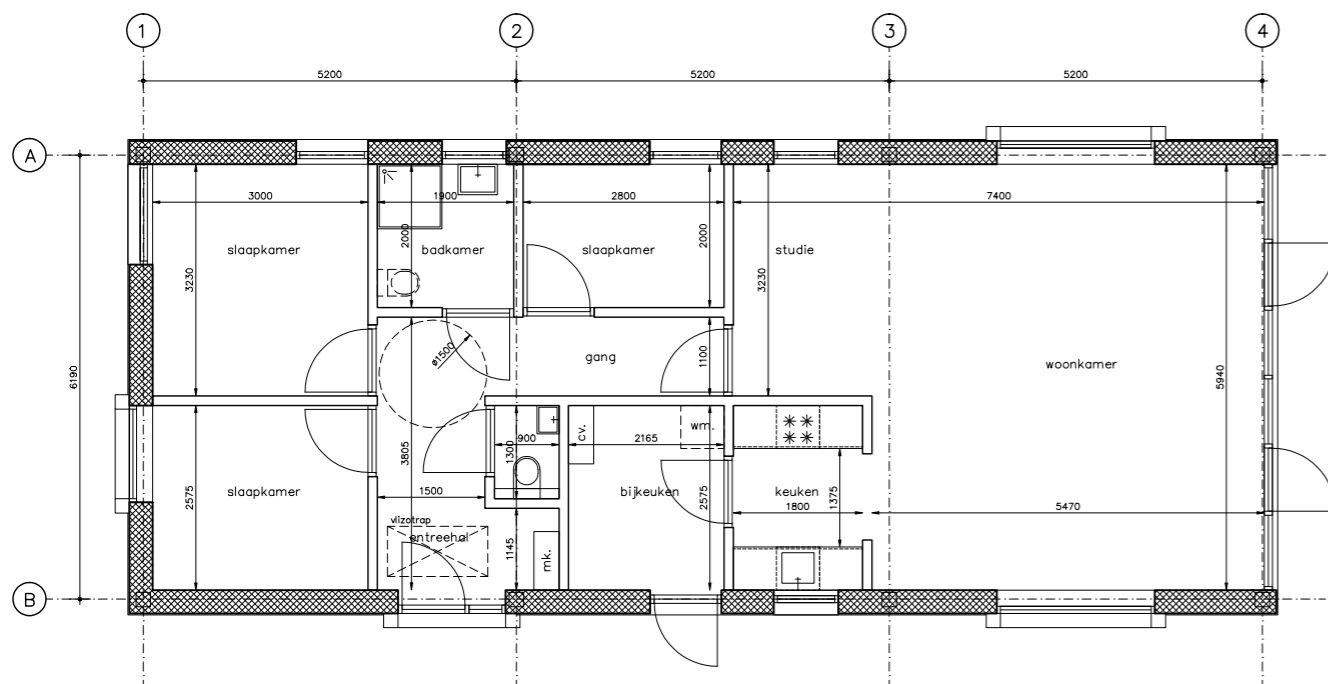 1 2 3 4
5200 5200 5200
A
3000 1900 2800 7400
slaapkamer badkamer slaapkamer studie
2000 2000
3230 3230
6190
ø1500 gang 1100 woonkamer
5940
cv. wm.
900 2165
3805 1300
2575 1500 bijkeuken 2575 keuken 1375
slaapkamer 1800 5470
vlizotrap
entreehal 1145 mk.
B